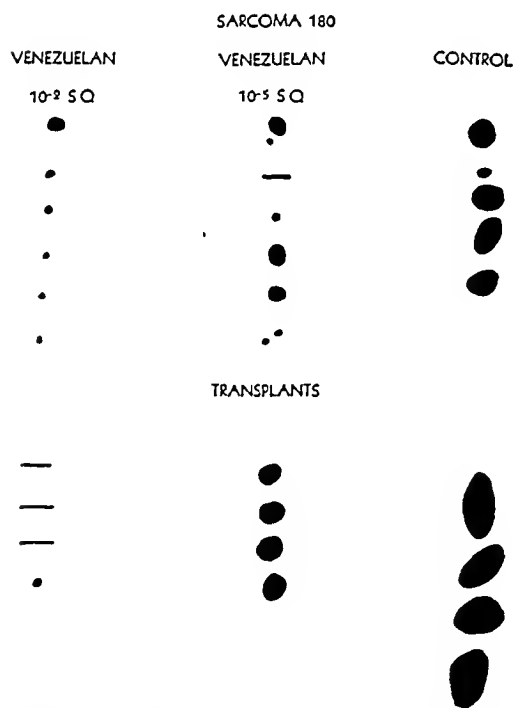 SARCOMA 180
VENEZUELAN VENEZUELAN CONTROL
10-2 SQ 10-5 SQ
TRANSPLANTS